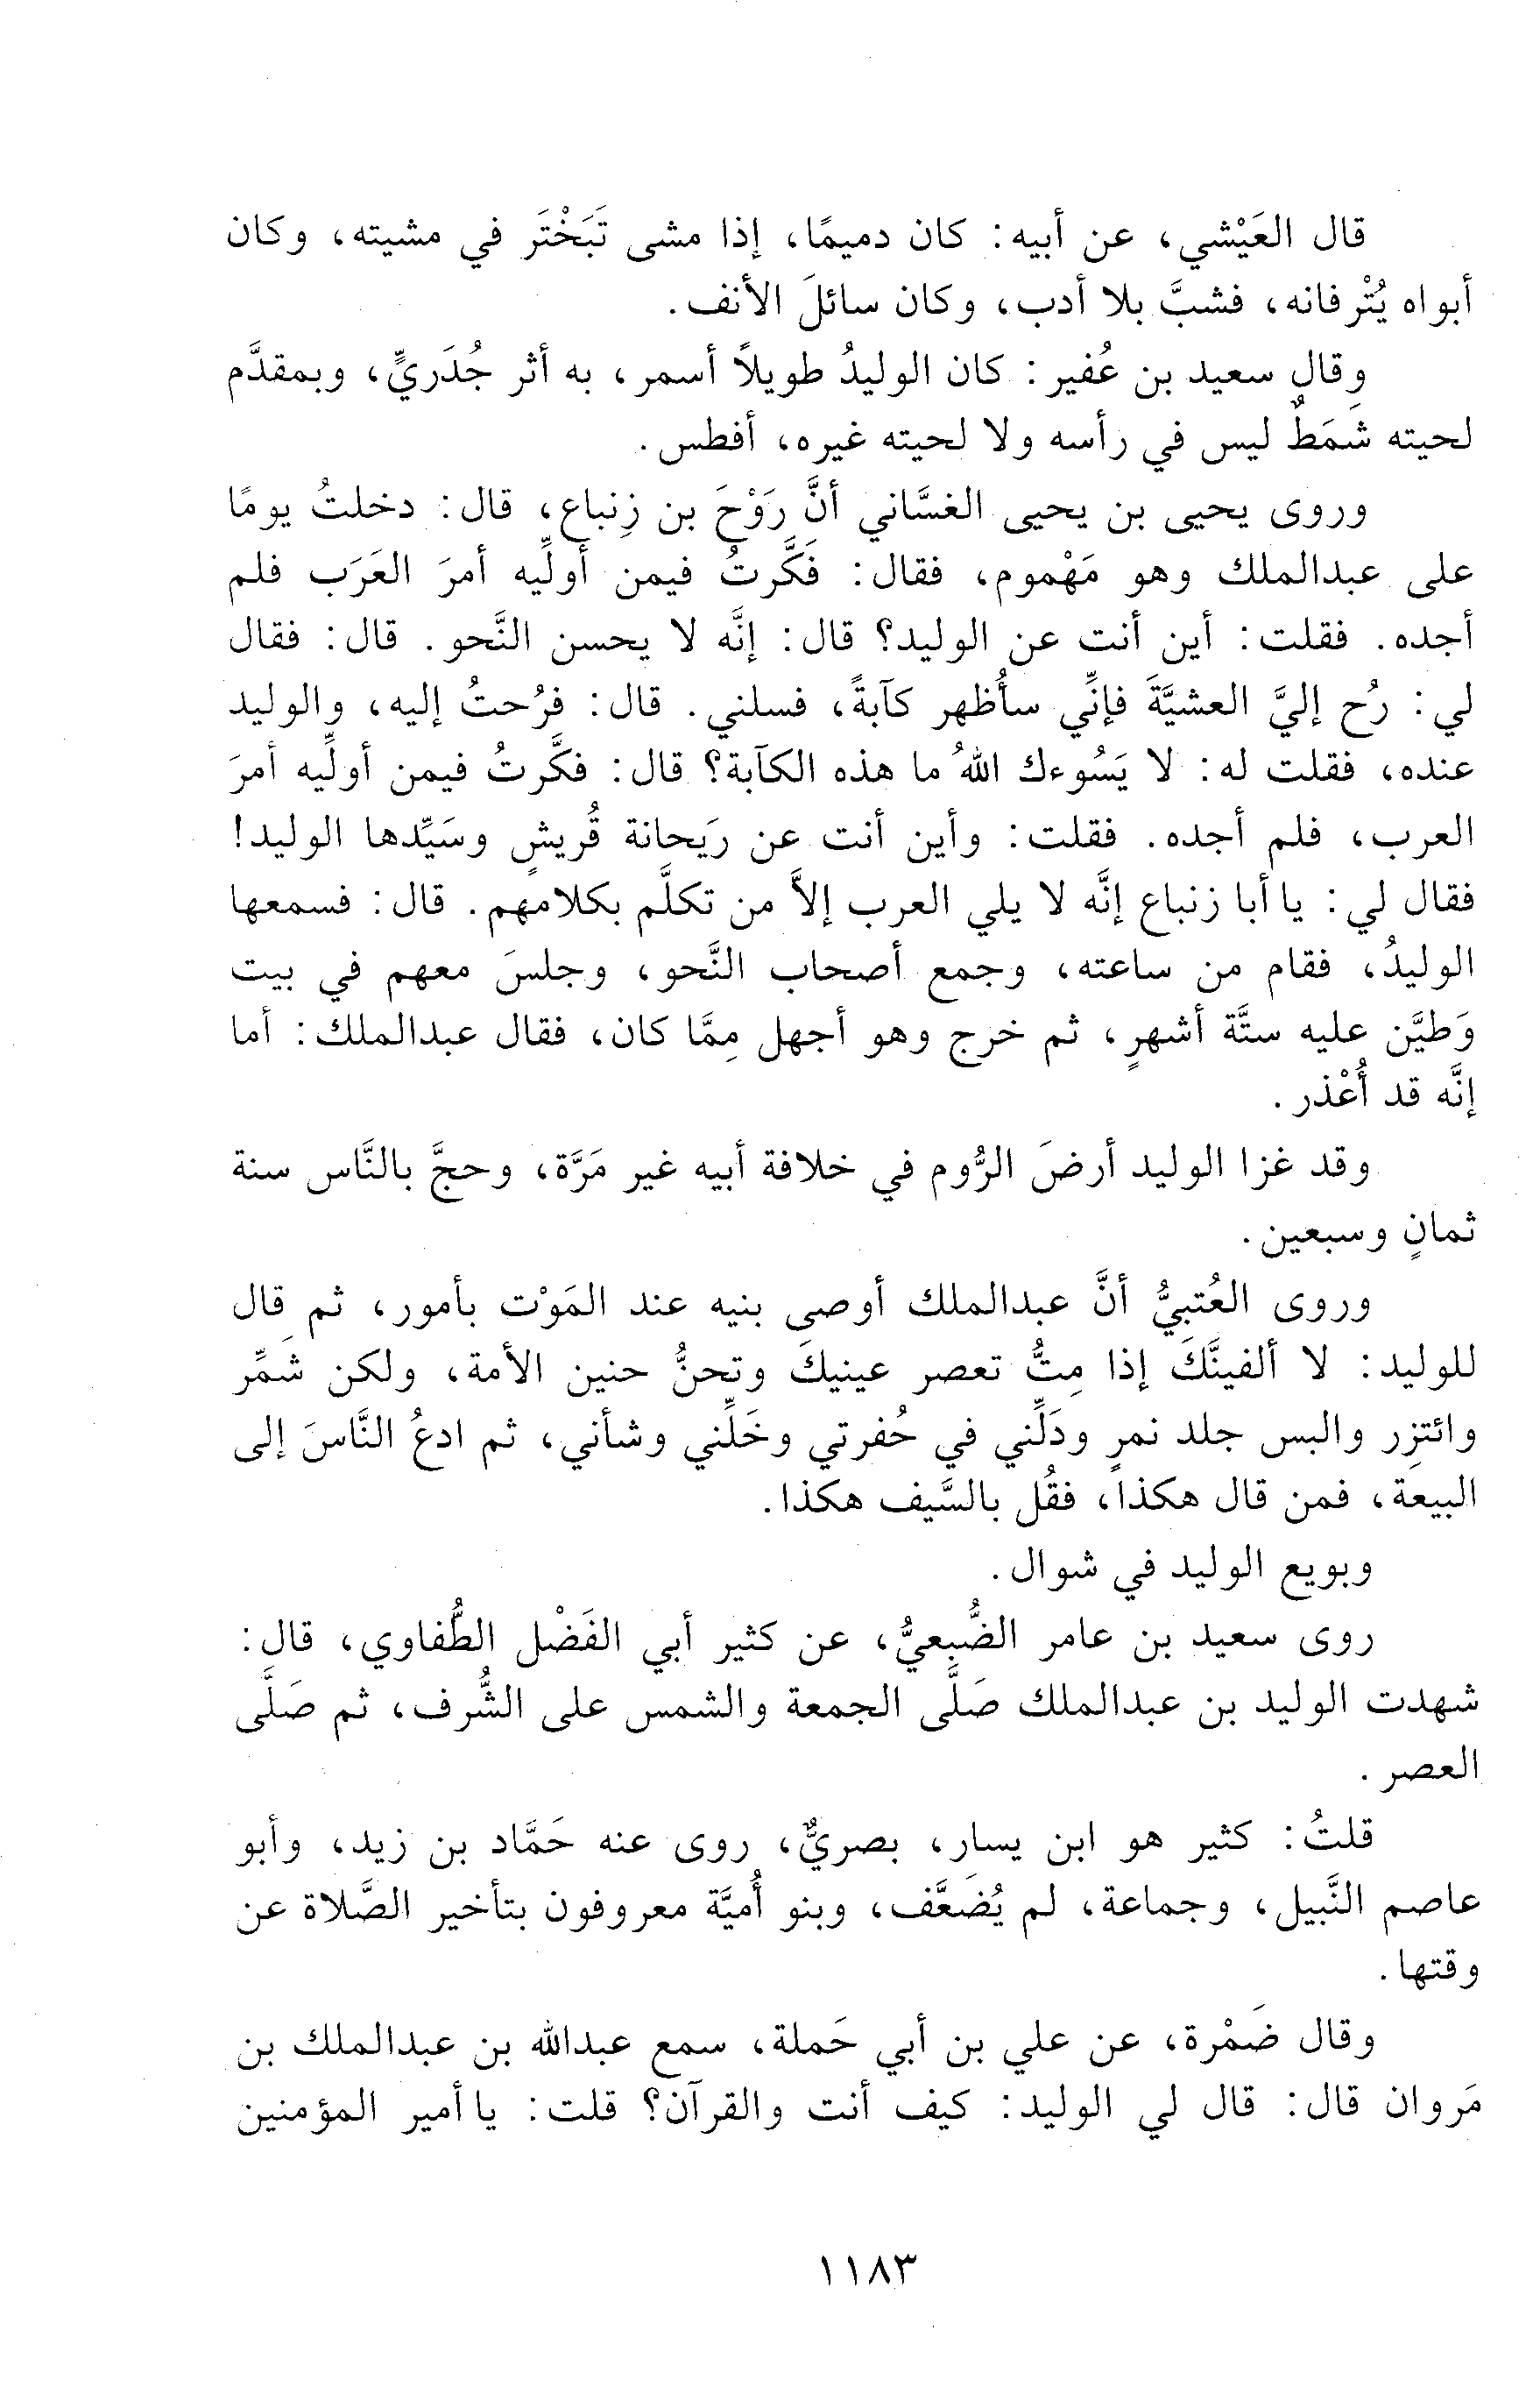 قال العَيْشي، عن أبيه: كان دميمًا، إذا مشى تَبَخْتَر في مشيته، وكان
أبواه يُتْرفانه، فشبَّ بلا أدب، وكان سائلَ الأنف.
وقال سعيد بن عُفير: كان الوليدُ طويلاً أسمر، به أثر جُدَريٍّ، وبمقدَّم
لحيته شَمَطٌ ليس في رأسه ولا لحيته غيره، أفطس.
وروى يحيى بن يحيى الغسَّاني أنَّ رَوْحَ بن زِنباع، قال: دخلتُ يومًا
على عبدالملك وهو مَهْموم، فقال: فَكَّرتُ فيمن أولِّيه أمرَ العَرَب فلم
أجده. فقلت: أين أنت عن الوليد؟ قال: إنَّه لا يحسن النَّحو. قال: فقال
لي: رُح إليَّ العشيَّةَ فإنِّي سأُظهر كآبةً، فسلني. قال: فرُحتُ إليه، والوليد
عنده، فقلت له: لا يَسُوءك اللهُ ما هذه الكآبة؟ قال: فكَّرتُ فيمن أولِّيه أمرَ
العرب، فلم أجده. فقلت: وأين أنت عن رَيحانة قُريشٍ وسَيِّدها الوليد!
فقال لي: يا أبا زنباع إنَّه لا يلي العرب إلاَّ من تكلَّم بكلامهم. قال: فسمعها
الوليدُ، فقام من ساعته، وجمع أصحاب النَّحو، وجلسَ معهم في بيت
وَطيَّن عليه ستَّة أشهرٍ، ثم خرج وهو أجهل مِمَّا كان، فقال عبدالملك: أما
إنَّه قد أُعْذر.
وقد غزا الوليد أرضَ الرُّوم في خلافة أبيه غير مَرَّة، وحجَّ بالنَّاس سنة
ثمانٍ وسبعين.
وروى العُتبيُّ أنَّ عبدالملك أوصى بنيه عند المَوْت بأمور، ثم قال
للوليد: لا ألفينَّكَ إذا مِتُّ تعصر عينيكَ وتحنُّ حنين الأمة، ولكن شَمِّر
وائتزِر والبس جلد نمرٍ ودَلِّني في حُفرتي وخَلِّني وشأني، ثم ادعُ النَّاسَ إلى
البيعة، فمن قال هكذا، فقُل بالسَّيف هكذا.
وبويع الوليد في شوال.
روى سعيد بن عامر الضُّبعيُّ، عن كثير أبي الفَضْل الطُّفاوي، قال:
شهدت الوليد بن عبدالملك صَلَّى الجمعة والشمس على الشُّرف، ثم صَلَّى
العصر.
قلتُ: كثير هو ابن يسار، بصريٌّ، روى عنه حَمَّاد بن زيد، وأبو
عاصم النَّبيل، وجماعة، لم يُضَعَّف، وبنو أُميَّة معروفون بتأخير الصَّلاة عن
وقتها.
وقال ضَمْرة، عن علي بن أبي حَملة، سمع عبدالله بن عبدالملك بن
مَروان قال: قال لي الوليد: كيف أنت والقرآن؟ قلت: يا أمير المؤمنين
١١٨٣